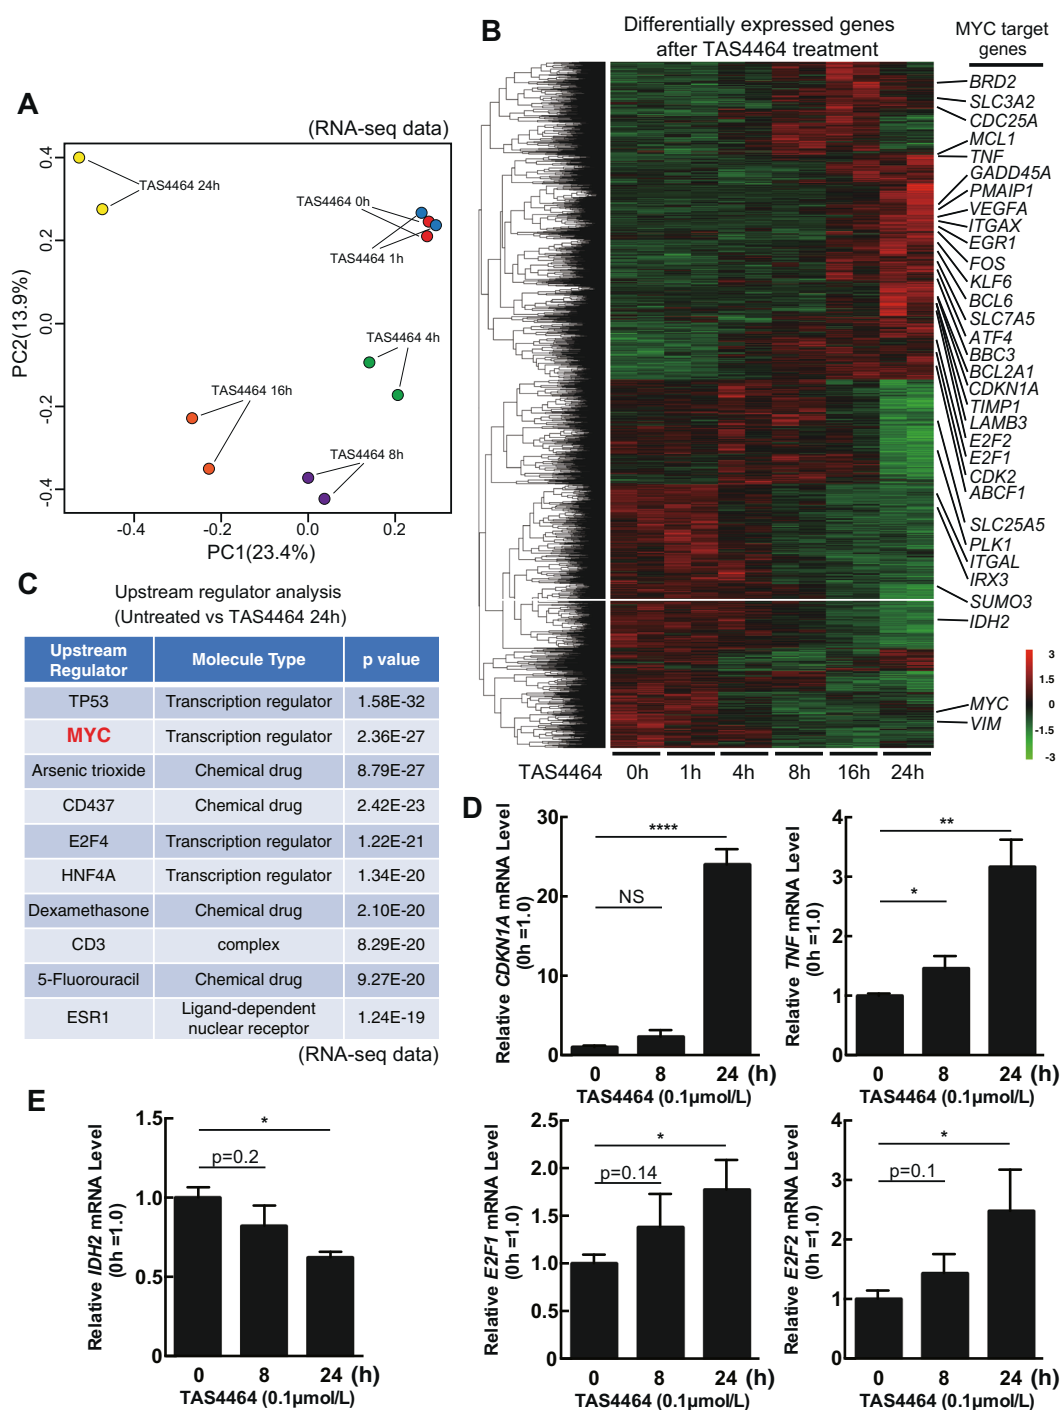 A
(RNA-seq data)
0.4
0.2
0.0
-0.2
-0.4
PC2(13.9%)
TAS4464 24h
TAS4464 0h
TAS4464 1h
TAS4464 4h
TAS4464 16h
TAS4464 8h
-0.4
-0.2
0.0
0.2
PC1(23.4%)
B
Differentially expressed genes
after TAS4464 treatment
MYC target
genes
BRD2
SLC3A2
CDC25A
MCL1
TNF
GADD45A
PMAIP1
VEGFA
ITGAX
EGR1
FOS
KLF6
BCL6
SLC7A5
ATF4
BBC3
BCL2A1
CDKN1A
TIMP1
LAMB3
E2F2
E2F1
CDK2
ABCF1
SLC25A5
PLK1
ITGAL
IRX3
SUMO3
IDH2
MYC
VIM
3
1.5
0
-1.5
-3
TAS4464 0h 1h 4h 8h 16h 24h
C
Upstream regulator analysis
(Untreated vs TAS4464 24h)
Upstream Regulator Molecule Type p value
TP53 Transcription regulator 1.58E-32
MYC Transcription regulator 2.36E-27
Arsenic trioxide Chemical drug 8.79E-27
CD437 Chemical drug 2.42E-23
E2F4 Transcription regulator 1.22E-21
HNF4A Transcription regulator 1.34E-20
Dexamethasone Chemical drug 2.10E-20
CD3 complex 8.29E-20
5-Fluorouracil Chemical drug 9.27E-20
ESR1 Ligand-dependent nuclear receptor 1.24E-19
(RNA-seq data)
D
Relative CDKN1A mRNA Level
(0h =1.0)
30
20
10
0
****
NS
0 8 24 (h)
TAS4464 (0.1µmol/L)
Relative TNF mRNA Level
(0h =1.0)
4
3
2
1
0
**
*
0 8 24 (h)
TAS4464 (0.1µmol/L)
E
Relative IDH2 mRNA Level
(0h =1.0)
1.5
1.0
0.5
0
*
p=0.2
0 8 24 (h)
TAS4464 (0.1µmol/L)
Relative E2F1 mRNA Level
(0h =1.0)
2.5
2.0
1.5
1.0
0.5
0
*
p=0.14
0 8 24 (h)
TAS4464 (0.1µmol/L)
Relative E2F2 mRNA Level
(0h =1.0)
4
3
2
1
0
*
p=0.1
0 8 24 (h)
TAS4464 (0.1µmol/L)